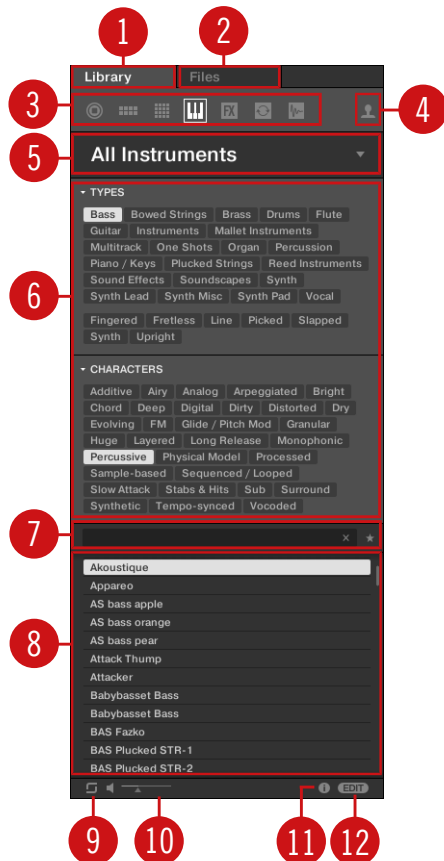 1
2
Library Files
3
FX
4
5
All Instruments
6
TYPES
Bass Bowed Strings Brass Drums Flute
Guitar Instruments Mallet Instruments
Multitrack One Shots Organ Percussion
Piano / Keys Plucked Strings Reed Instruments
Sound Effects Soundscapes Synth
Synth Lead Synth Misc Synth Pad Vocal
Fingered Fretless Line Picked Slapped
Synth Upright
CHARACTERS
Additive Airy Analog Arpeggiated Bright
Chord Deep Digital Dirty Distorted Dry
Evolving FM Glide / Pitch Mod Granular
Huge Layered Long Release Monophonic
Percussive Physical Model Processed
Sample-based Sequenced / Looped
Slow Attack Stabs & Hits Sub Surround
Synthetic Tempo-synced Vocoded
7
8
Akoustique
Appareo
AS bass apple
AS bass orange
AS bass pear
Attack Thump
Attacker
Babybasset Bass
Babybasset Bass
BAS Fazko
BAS Plucked STR-1
BAS Plucked STR-2
i EDIT
9 10 11 12